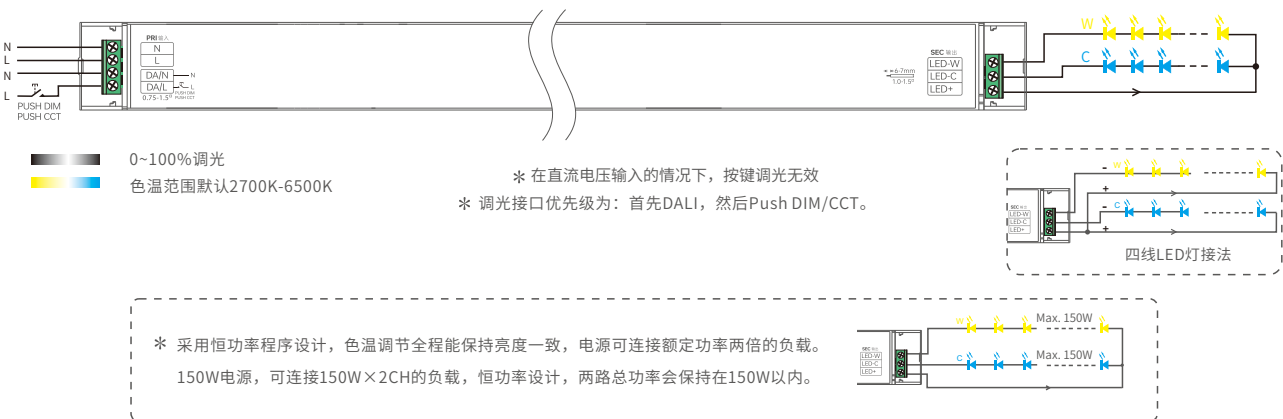 N
L
N
L
PUSH DIM
PUSH CCT
PRI 输入
N
L
DA/N
N
DA/L
L
PUSH DIM
PUSH CCT
0.75-1.5□
6-7mm
1.0-1.5□
SEC 输出
LED-W
LED-C
LED+
W
C
0~100%调光
色温范围默认2700K-6500K
＊ 在直流电压输入的情况下，按键调光无效
＊ 调光接口优先级为：首先DALI，然后Push DIM/CCT。
SEC 输出
LED-W
LED-C
LED+
- W
+
- C
+
四线LED灯接法
＊ 采用恒功率程序设计，色温调节全程能保持亮度一致，电源可连接额定功率两倍的负载。
150W电源，可连接150W×2CH的负载，恒功率设计，两路总功率会保持在150W以内。
SEC 输出
LED-W
LED-C
LED+
W
Max. 150W
C
Max. 150W